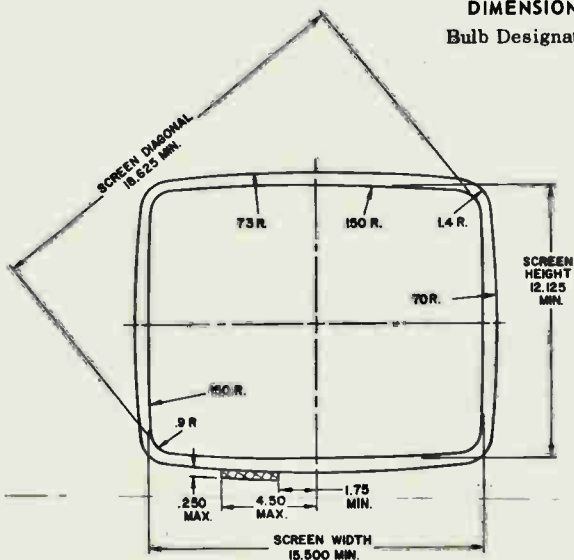 DIMENSION
Bulb Designat
SCREEN DIAGONAL
18.625 MIN.
73 R.
150 R.
1.4 R.
SCREEN
HEIGHT
12.125
MIN.
70 R.
150 R.
.9 R
.250
MAX.
4.50
MAX.
1.75
MIN.
SCREEN WIDTH
15.500 MIN.